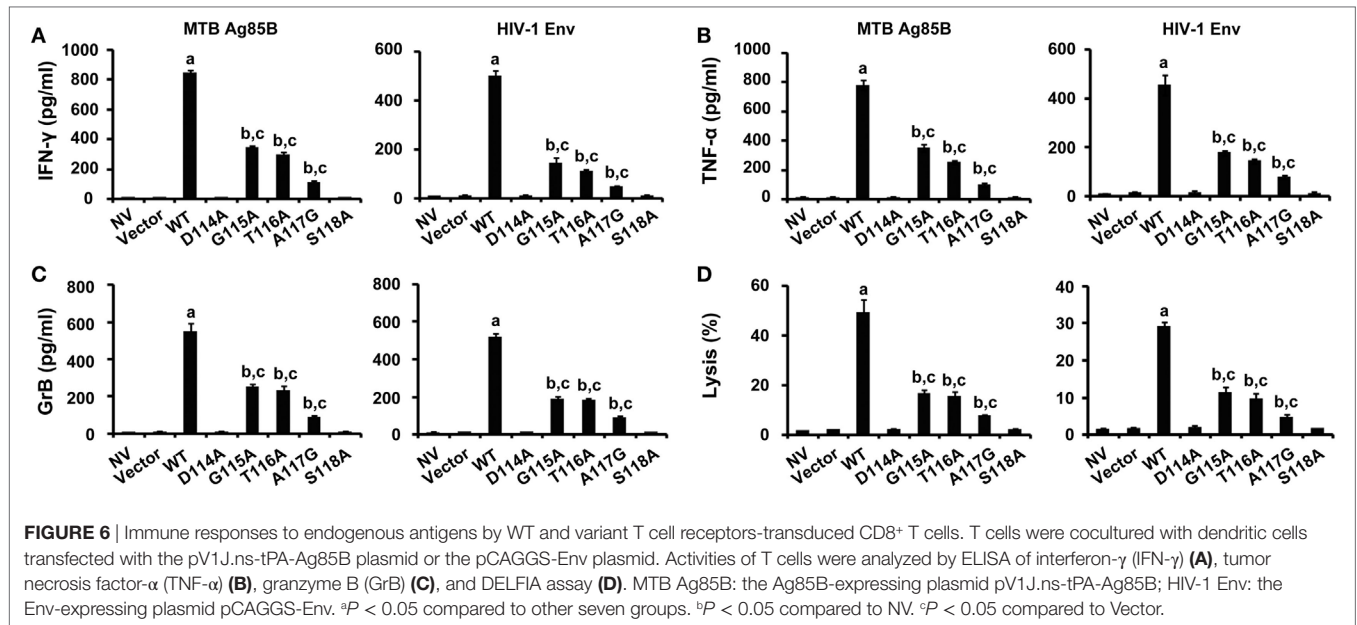 A
MTB Ag85B
HIV-1 Env
IFN-γ (pg/ml)
1000
800
600
400
200
0
a
b,c
b,c
b,c
NV
Vector
WT
D114A
G115A
T116A
A117G
S118A
600
400
200
0
a
b,c
b,c
b,c
NV
Vector
WT
D114A
G115A
T116A
A117G
S118A
B
MTB Ag85B
HIV-1 Env
TNF-α (pg/ml)
1000
800
600
400
200
0
a
b,c
b,c
b,c
NV
Vector
WT
D114A
G115A
T116A
A117G
S118A
600
400
200
0
a
b,c
b,c
b,c
NV
Vector
WT
D114A
G115A
T116A
A117G
S118A
C
GrB (pg/ml)
800
600
400
200
0
a
b,c
b,c
b,c
NV
Vector
WT
D114A
G115A
T116A
A117G
S118A
800
600
400
200
0
a
b,c
b,c
b,c
NV
Vector
WT
D114A
G115A
T116A
A117G
S118A
D
Lysis (%)
60
40
20
0
a
b,c
b,c
b,c
NV
Vector
WT
D114A
G115A
T116A
A117G
S118A
40
30
20
10
0
a
b,c
b,c
b,c
NV
Vector
WT
D114A
G115A
T116A
A117G
S118A
FIGURE 6 | Immune responses to endogenous antigens by WT and variant T cell receptors-transduced CD8⁺ T cells. T cells were cocultured with dendritic cells
transfected with the pV1J.ns-tPA-Ag85B plasmid or the pCAGGS-Env plasmid. Activities of T cells were analyzed by ELISA of interferon-γ (IFN-γ) (A), tumor
necrosis factor-α (TNF-α) (B), granzyme B (GrB) (C), and DELFIA assay (D). MTB Ag85B: the Ag85B-expressing plasmid pV1J.ns-tPA-Ag85B; HIV-1 Env: the
Env-expressing plasmid pCAGGS-Env. ᵃP < 0.05 compared to other seven groups. ᵇP < 0.05 compared to NV. ᶜP < 0.05 compared to Vector.